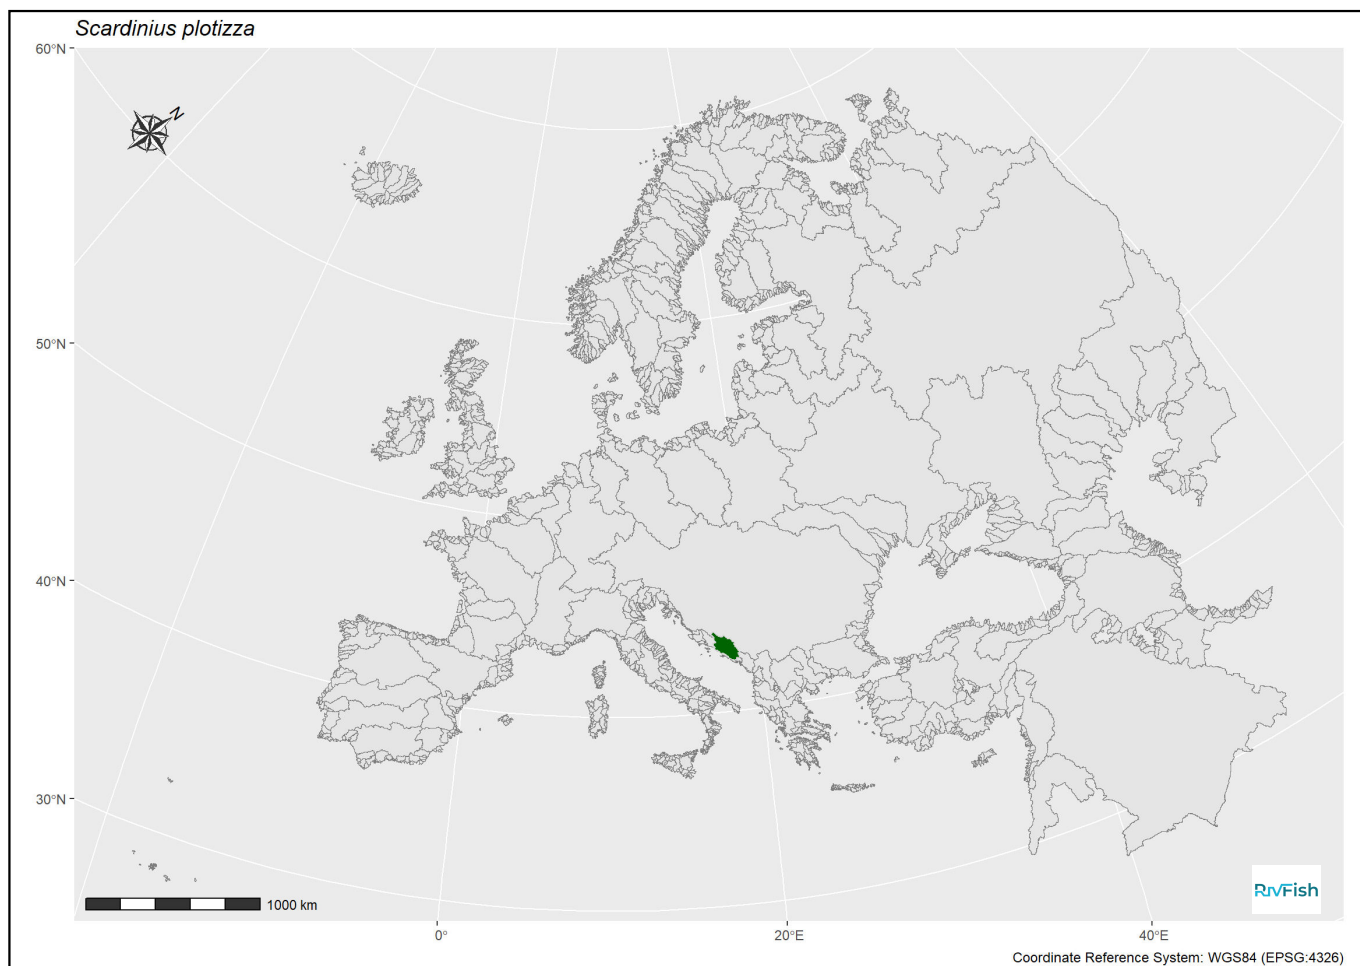 Scardinius plotizza
60°N
N
50°N
40°N
30°N
1000 km
RivFish
0°
20°E
40°E
Coordinate Reference System: WGS84 (EPSG:4326)